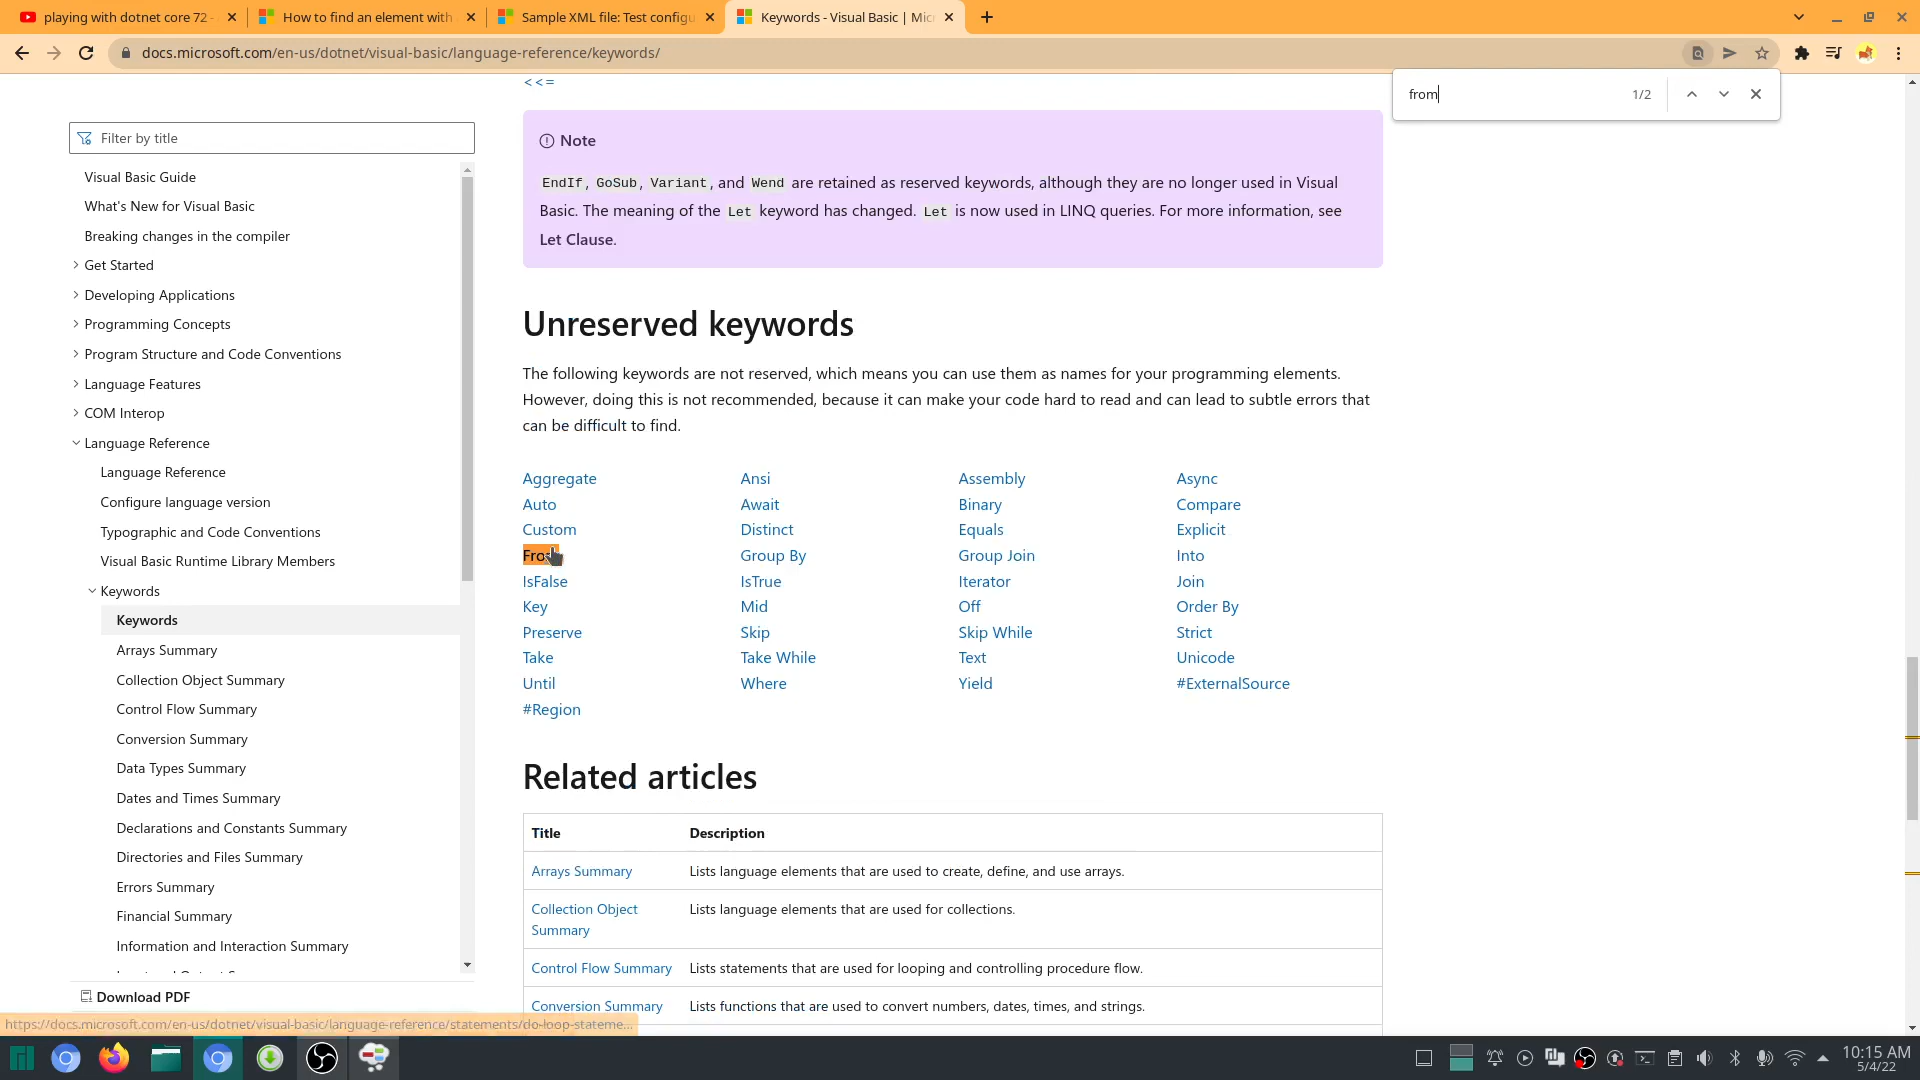 playing with dotnet core 72 -
How to find an element with
Sample XML file: Test configu
Keywords - Visual Basic | Mic
docs.microsoft.com/en-us/dotnet/visual-basic/language-reference/keywords/
from
1/2
<<=
Filter by title
Visual Basic Guide
What's New for Visual Basic
Breaking changes in the compiler
Get Started
Developing Applications
Programming Concepts
Program Structure and Code Conventions
Language Features
COM Interop
Language Reference
Language Reference
Configure language version
Typographic and Code Conventions
Visual Basic Runtime Library Members
Keywords
Keywords
Arrays Summary
Collection Object Summary
Control Flow Summary
Conversion Summary
Data Types Summary
Dates and Times Summary
Declarations and Constants Summary
Directories and Files Summary
Errors Summary
Financial Summary
Information and Interaction Summary
Download PDF
Note
EndIf, GoSub, Variant, and Wend are retained as reserved keywords, although they are no longer used in Visual
Basic. The meaning of the Let keyword has changed. Let is now used in LINQ queries. For more information, see
Let Clause.
Unreserved keywords
The following keywords are not reserved, which means you can use them as names for your programming elements.
However, doing this is not recommended, because it can make your code hard to read and can lead to subtle errors that
can be difficult to find.
Aggregate Ansi Assembly Async
Auto Await Binary Compare
Custom Distinct Equals Explicit
From Group By Group Join Into
IsFalse IsTrue Iterator Join
Key Mid Off Order By
Preserve Skip Skip While Strict
Take Take While Text Unicode
Until Where Yield #ExternalSource
#Region
Related articles
Title Description
Arrays Summary Lists language elements that are used to create, define, and use arrays.
Collection Object Lists language elements that are used for collections.
Summary
Control Flow Summary Lists statements that are used for looping and controlling procedure flow.
Conversion Summary Lists functions that are used to convert numbers, dates, times, and strings.
https://docs.microsoft.com/en-us/dotnet/visual-basic/language-reference/statements/do-loop-stateme...
10:15 AM
5/4/22